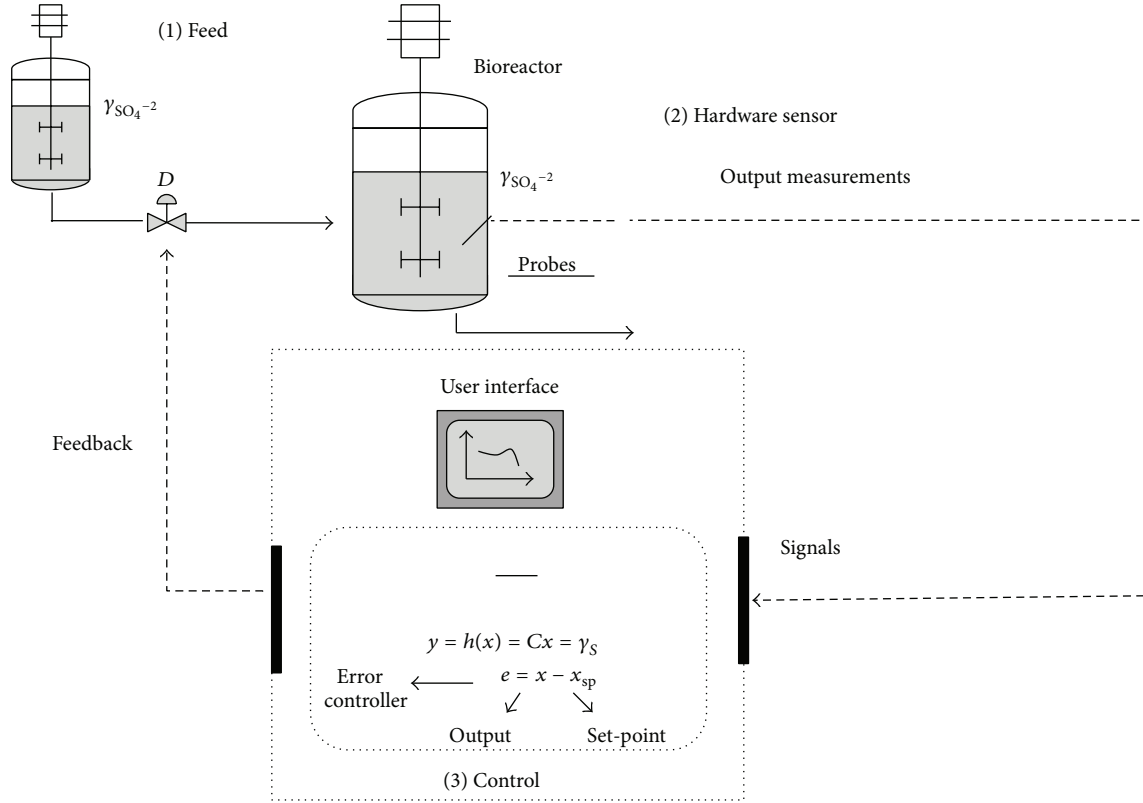 (1) Feed
Bioreactor
γSO₄⁻²
(2) Hardware sensor
D
γSO₄⁻²
Output measurements
Probes
User interface
Feedback
Signals
y = h(x) = Cx = γS
e = x − xsp
Error
controller
Output
Set-point
(3) Control